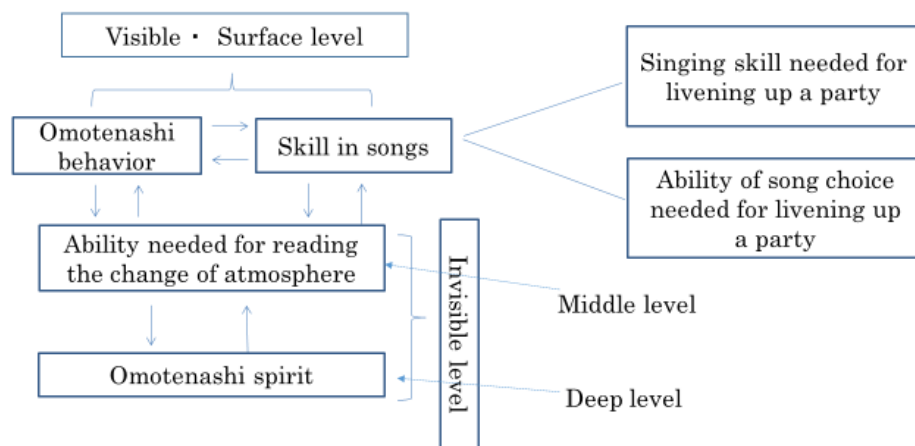 Visible・ Surface level
Omotenashi
behavior
Skill in songs
Singing skill needed for
livening up a party
Ability of song choice
needed for livening up
a party
Ability needed for reading
the change of atmosphere
Omotenashi spirit
Invisible level
Middle level
Deep level